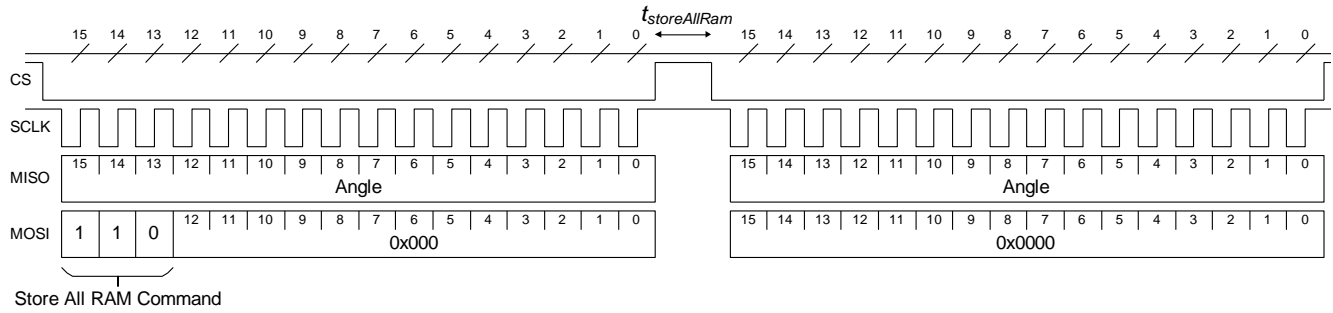 t storeAllRam
15 14 13 12 11 10 9 8 7 6 5 4 3 2 1 0 15 14 13 12 11 10 9 8 7 6 5 4 3 2 1 0
CS
SCLK
15 14 13 12 11 10 9 8 7 6 5 4 3 2 1 0 15 14 13 12 11 10 9 8 7 6 5 4 3 2 1 0
MISO Angle Angle
12 11 10 9 8 7 6 5 4 3 2 1 0 15 14 13 12 11 10 9 8 7 6 5 4 3 2 1 0
MOSI 1 1 0 0x000 0x0000
Store All RAM Command